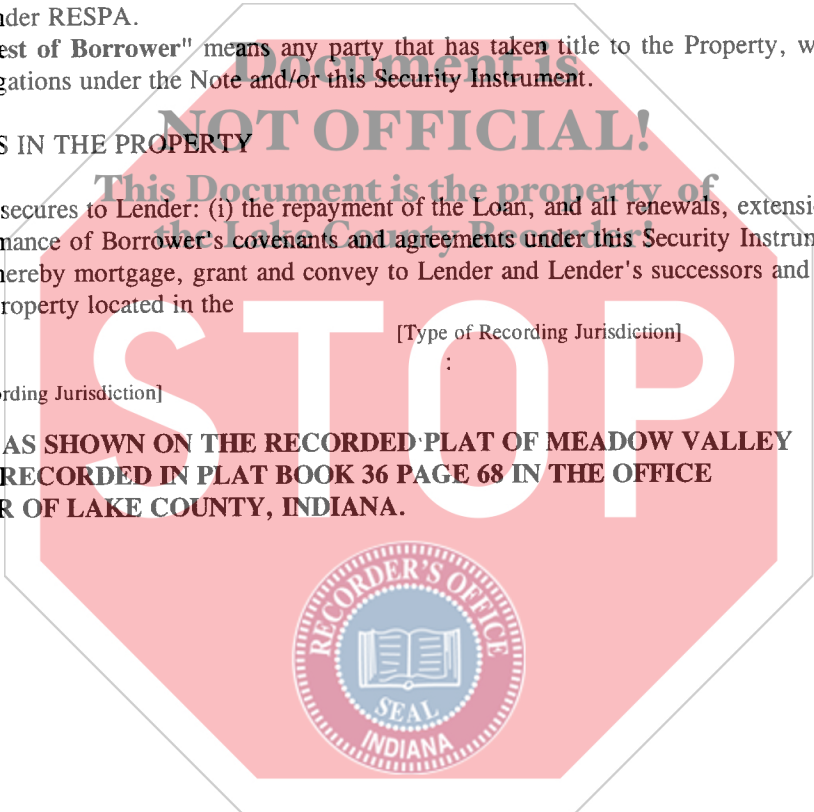 nder RESPA.
est of Borrower" means any party that has taken title to the Property, w
Document is
gations under the Note and/or this Security Instrument.
NOT OFFICIAL!
S IN THE PROPERTY
This Document is the property of
secures to Lender: (i) the repayment of the Loan, and all renewals, extensi
the Lake County Recorder!
mance of Borrower's covenants and agreements under this Security Instrum
hereby mortgage, grant and convey to Lender and Lender's successors and
roperty located in the
[Type of Recording Jurisdiction]
:
rding Jurisdiction]
STOP
AS SHOWN ON THE RECORDED PLAT OF MEADOW VALLEY
RECORDED IN PLAT BOOK 36 PAGE 68 IN THE OFFICE
R OF LAKE COUNTY, INDIANA.
RECORDER'S OFFICE
SEAL
INDIANA